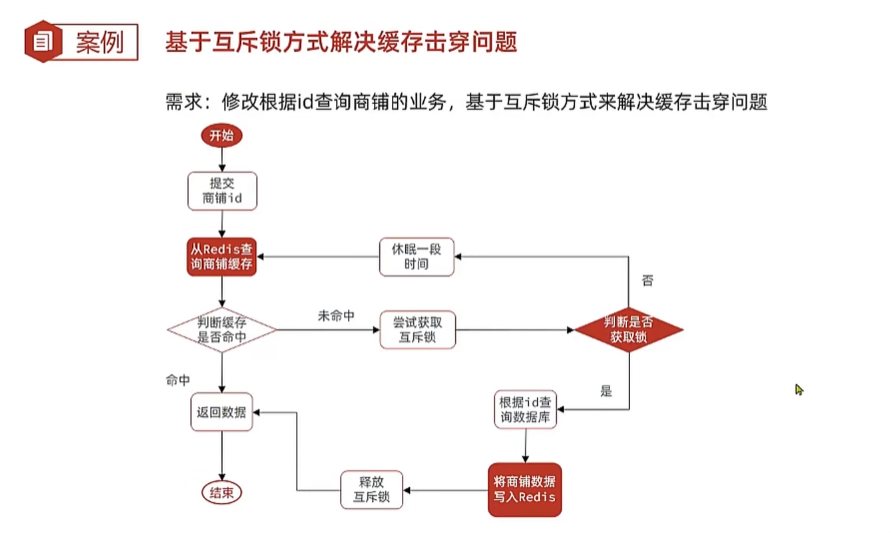 案例
基于互斥锁方式解决缓存击穿问题
需求：修改根据id查询商铺的业务，基于互斥锁方式来解决缓存击穿问题
开始
提交
商铺id
从Redis查
询商铺缓存
休眠一段
时间
否
判断缓存
是否命中
未命中
尝试获取
互斥锁
判断是否
获取锁
命中
是
返回数据
根据id查
询数据库
结束
释放
互斥锁
将商铺数据
写入Redis